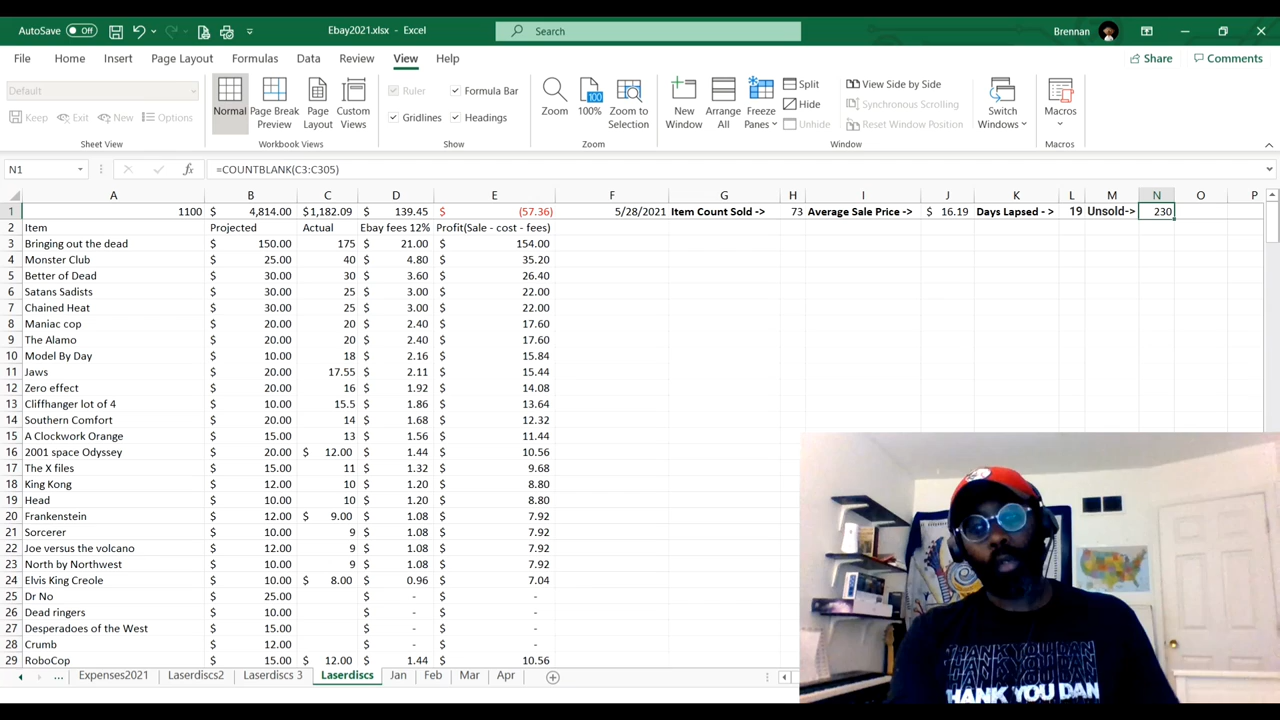 AutoSave Off Ebay2021.xlsx - Excel Search Brennan
File Home Insert Page Layout Formulas Data Review View Help Share Comments
Default
Keep Exit New Options
Sheet View
Normal Page Break Preview Page Layout Custom Views
Workbook Views
Ruler Formula Bar
Gridlines Headings
Show
Zoom 100% Zoom to Selection
Zoom
New Window Arrange All Freeze Panes
Split
Hide
Unhide
View Side by Side
Synchronous Scrolling
Reset Window Position
Switch Windows
Window
Macros
Macros
N1 fx =COUNTBLANK(C3:C305)
A B C D E F G H I J K L M N O P
1 1100 $ 4,814.00 $1,182.09 $ 139.45 $ (57.36) 5/28/2021 Item Count Sold -> 73 Average Sale Price -> $ 16.19 Days Lapsed - > 19 Unsold-> 230
2 Item Projected Actual Ebay fees 12% Profit(Sale - cost - fees)
3 Bringing out the dead $ 150.00 175 $ 21.00 $ 154.00
4 Monster Club $ 25.00 40 $ 4.80 $ 35.20
5 Better of Dead $ 30.00 30 $ 3.60 $ 26.40
6 Satans Sadists $ 30.00 25 $ 3.00 $ 22.00
7 Chained Heat $ 30.00 25 $ 3.00 $ 22.00
8 Maniac cop $ 20.00 20 $ 2.40 $ 17.60
9 The Alamo $ 20.00 20 $ 2.40 $ 17.60
10 Model By Day $ 10.00 18 $ 2.16 $ 15.84
11 Jaws $ 20.00 17.55 $ 2.11 $ 15.44
12 Zero effect $ 20.00 16 $ 1.92 $ 14.08
13 Cliffhanger lot of 4 $ 10.00 15.5 $ 1.86 $ 13.64
14 Southern Comfort $ 20.00 14 $ 1.68 $ 12.32
15 A Clockwork Orange $ 15.00 13 $ 1.56 $ 11.44
16 2001 space Odyssey $ 20.00 $ 12.00 $ 1.44 $ 10.56
17 The X files $ 15.00 11 $ 1.32 $ 9.68
18 King Kong $ 12.00 10 $ 1.20 $ 8.80
19 Head $ 10.00 10 $ 1.20 $ 8.80
20 Frankenstein $ 12.00 $ 9.00 $ 1.08 $ 7.92
21 Sorcerer $ 10.00 9 $ 1.08 $ 7.92
22 Joe versus the volcano $ 12.00 9 $ 1.08 $ 7.92
23 North by Northwest $ 10.00 9 $ 1.08 $ 7.92
24 Elvis King Creole $ 10.00 $ 8.00 $ 0.96 $ 7.04
25 Dr No $ 25.00 $ - $ -
26 Dead ringers $ 10.00 $ - $ -
27 Desperadoes of the West $ 15.00 $ - $ -
28 Crumb $ 12.00 $ - $ -
29 RoboCop $ 15.00 $ 12.00 $ 1.44 $ 10.56
... Expenses2021 Laserdiscs2 Laserdiscs 3 Laserdiscs Jan Feb Mar Apr
THANK YOU DAN
HANK YOU DAN